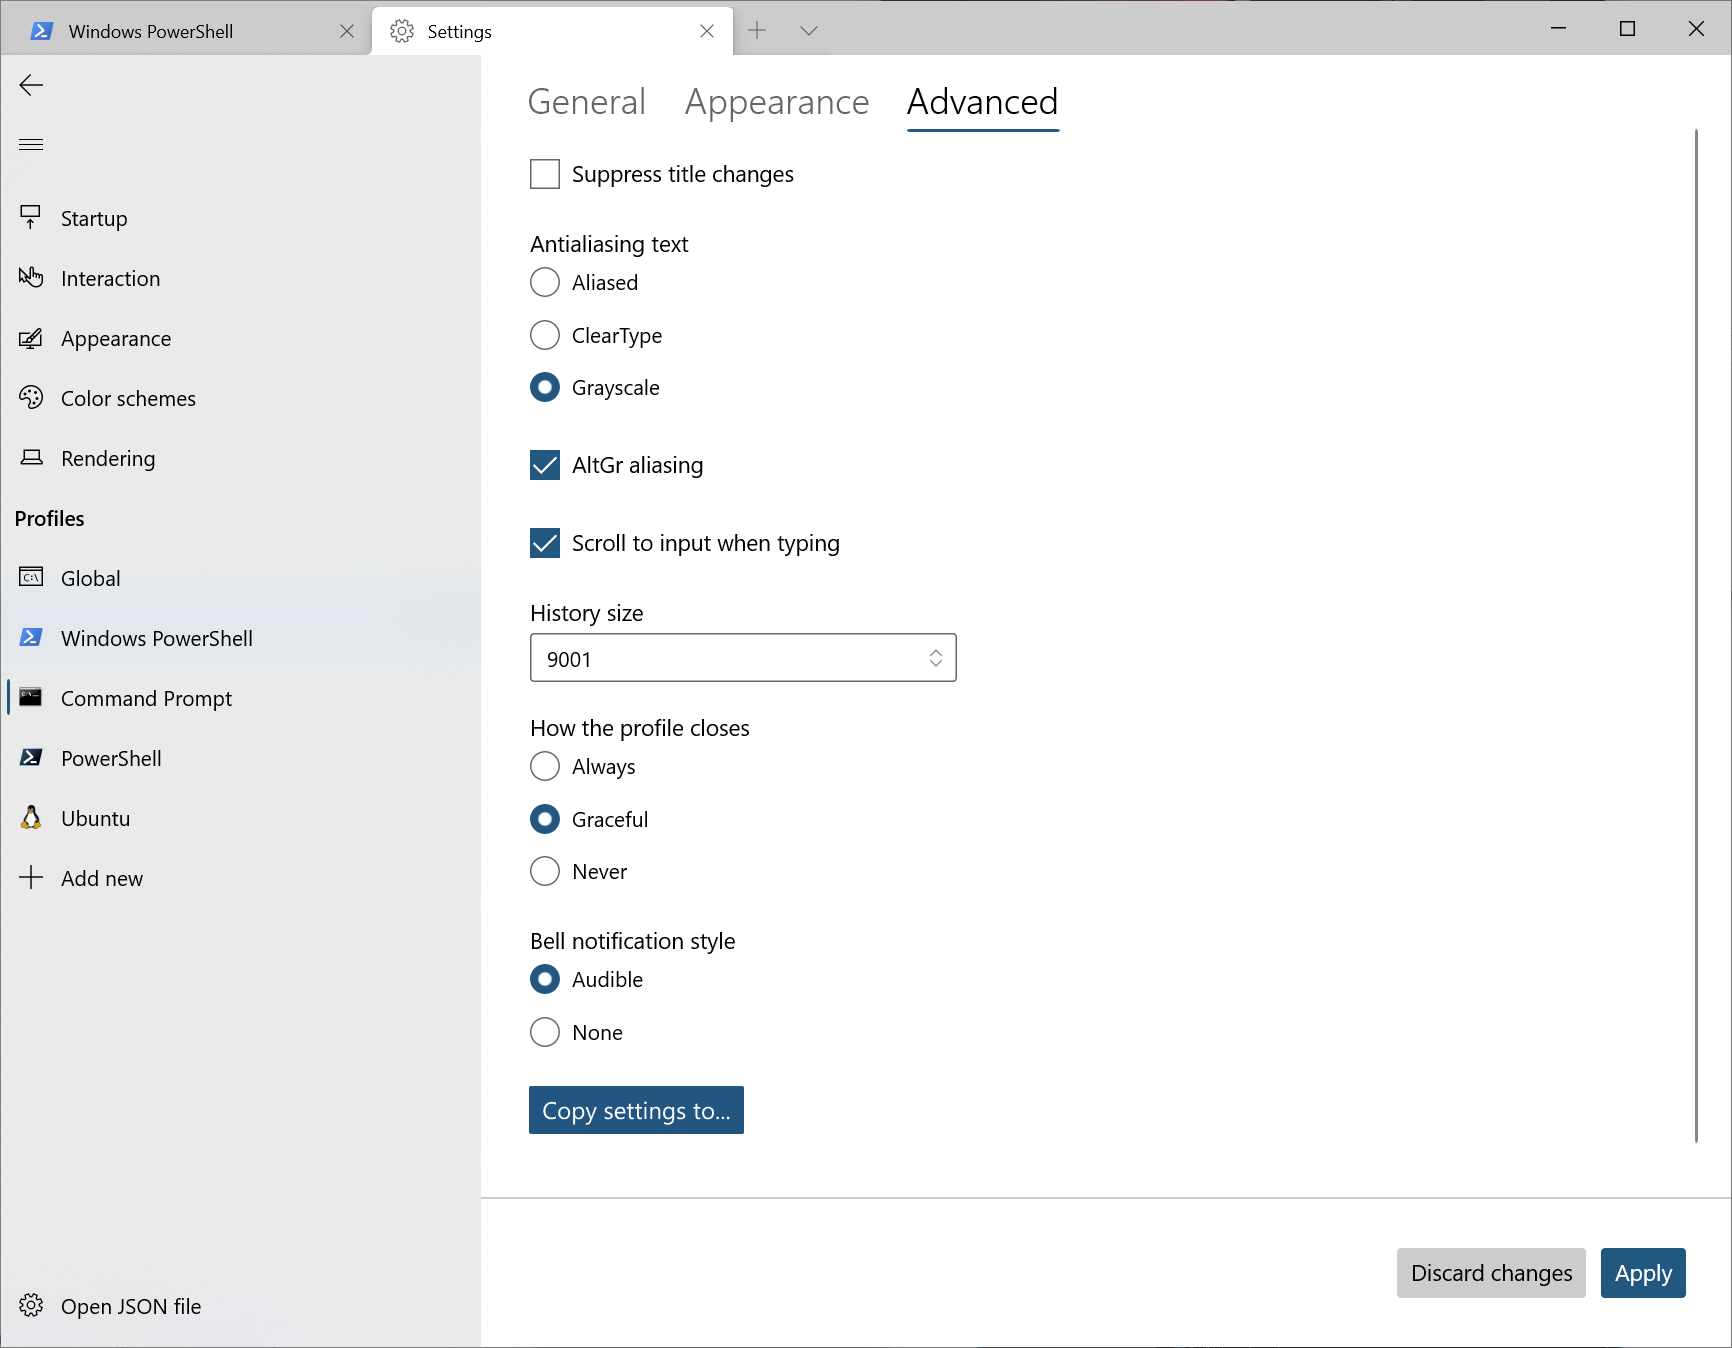 Windows PowerShell
Settings
Startup
Interaction
Appearance
Color schemes
Rendering
Profiles
Global
Windows PowerShell
Command Prompt
PowerShell
Ubuntu
Add new
Open JSON file
General Appearance Advanced
Suppress title changes
Antialiasing text
Aliased
ClearType
Grayscale
AltGr aliasing
Scroll to input when typing
History size
9001
How the profile closes
Always
Graceful
Never
Bell notification style
Audible
None
Copy settings to...
Discard changes
Apply